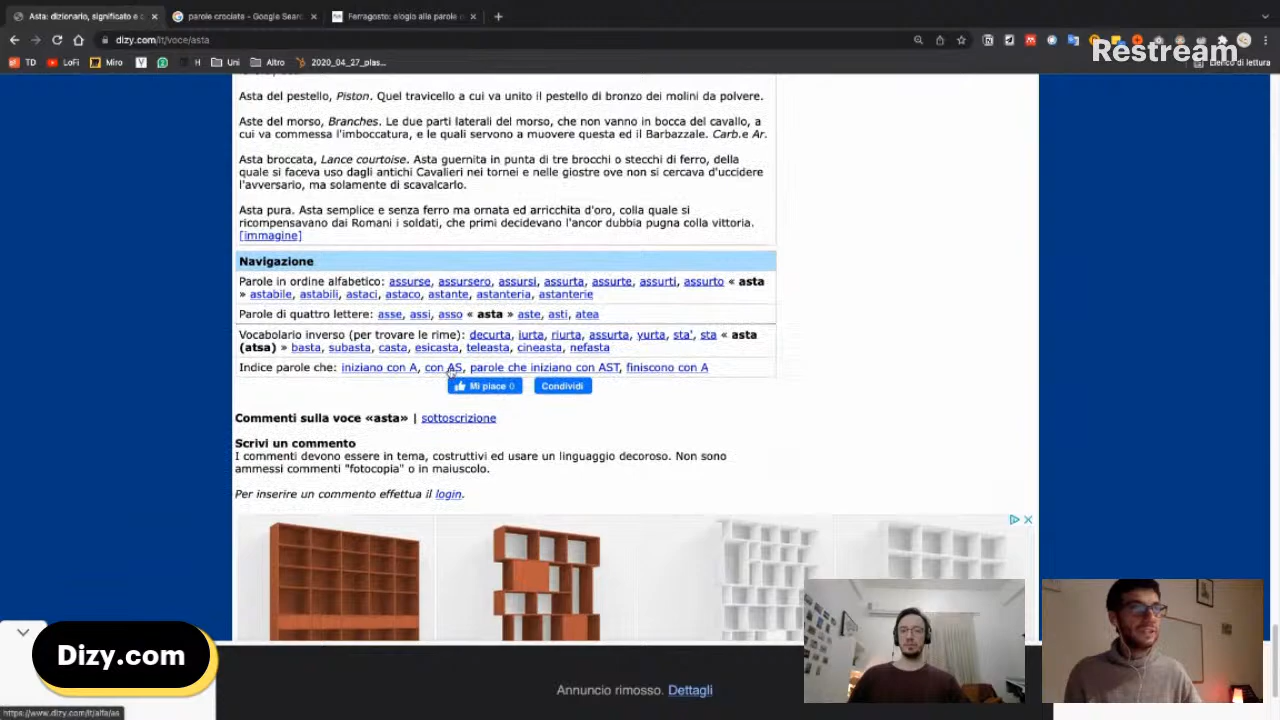 Asta: dizionario, significato e
parole crociate - Google Sear
Ferragosto: elogio alle parole
dizy.com/it/voce/asta
Restream
TD
LoFi
Miro
H
Uni
Altro
2020_04_27_plas...
Elenco di lettura
Asta del pestello, Piston. Quel travicello a cui va unito il pestello di bronzo dei molini da polvere.
Aste del morso, Branches. Le due parti laterali del morso, che non vanno in bocca del cavallo, a
cui va commessa l'imboccatura, e le quali servono a muovere questa ed il Barbazzale. Carb.e Ar.
Asta broccata, Lance courtoise. Asta guernita in punta di tre brocchi o stecchi di ferro, della
quale si faceva uso dagli antichi Cavalieri nei tornei e nelle giostre ove non si cercava d'uccidere
l'avversario, ma solamente di scavalcarlo.
Asta pura. Asta semplice e senza ferro ma ornata ed arricchita d'oro, colla quale si
ricompensavano dai Romani i soldati, che primi decidevano l'ancor dubbia pugna colla vittoria.
[immagine]
Navigazione
Parole in ordine alfabetico: assurse, assursero, assursi, assurta, assurte, assurti, assurto « asta
» astabile, astabili, astaci, astaco, astante, astanteria, astanterie
Parole di quattro lettere: asse, assi, asso « asta » aste, asti, atea
Vocabolario inverso (per trovare le rime): decurta, iurta, riurta, assurta, yurta, sta', sta « asta
(atsa) » basta, subasta, casta, esicasta, teleasta, cineasta, nefasta
Indice parole che: iniziano con A, con AS, parole che iniziano con AST, finiscono con A
Mi piace 0
Condividi
Commenti sulla voce «asta» | sottoscrizione
Scrivi un commento
I commenti devono essere in tema, costruttivi ed usare un linguaggio decoroso. Non sono
ammessi commenti "fotocopia" o in maiuscolo.
Per inserire un commento effettua il login.
Dizy.com
Annuncio rimosso. Dettagli
https://www.dizy.com/it/alfa/as